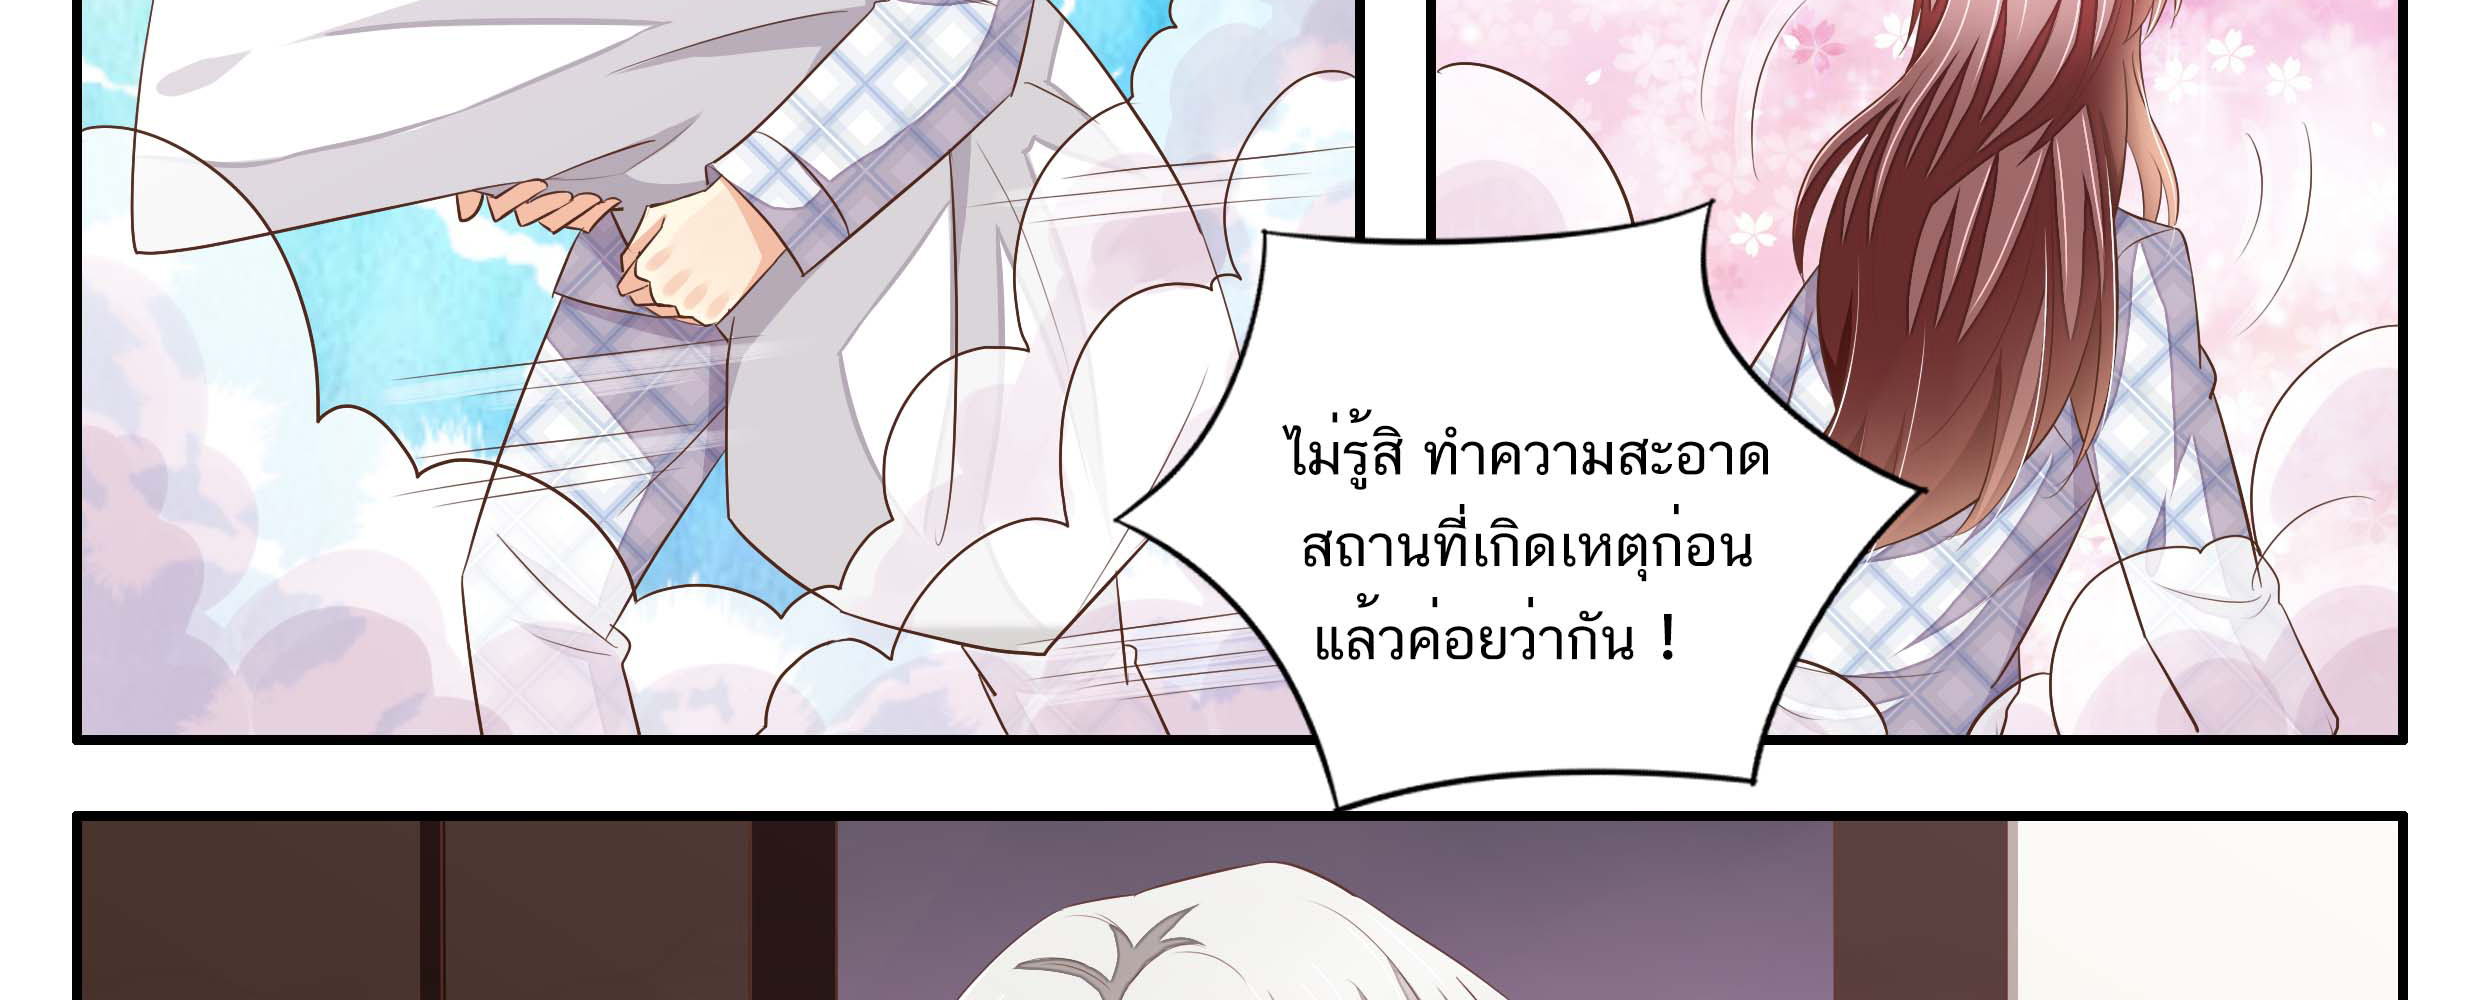 ไม่รู้สิ ทำความสะอาด
สถานที่เกิดเหตุก่อน
แล้วค่อยว่ากัน !